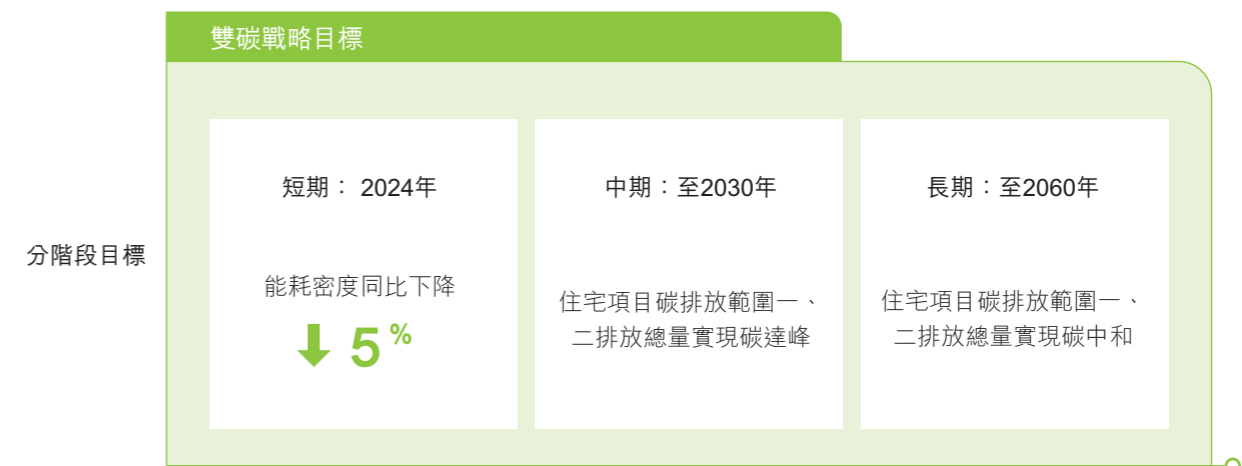 雙碳戰略目標
分階段目標
短期： 2024年
能耗密度同比下降
5%
中期：至2030年
住宅項目碳排放範圍一、
二排放總量實現碳達峰
長期：至2060年
住宅項目碳排放範圍一、
二排放總量實現碳中和